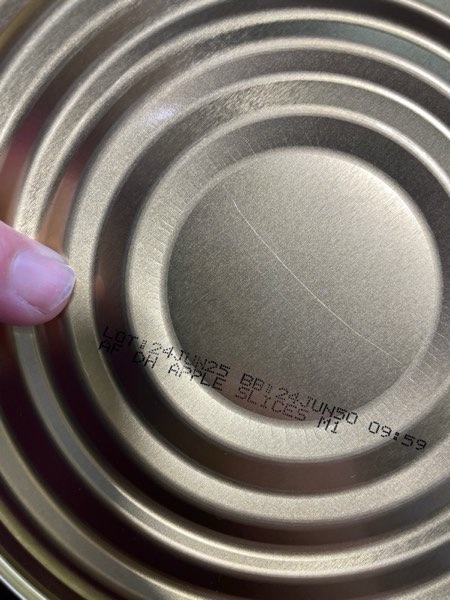 LOT:24JUN25 BB:24JUN50 09:59
AF DH APPLE SLICES M1